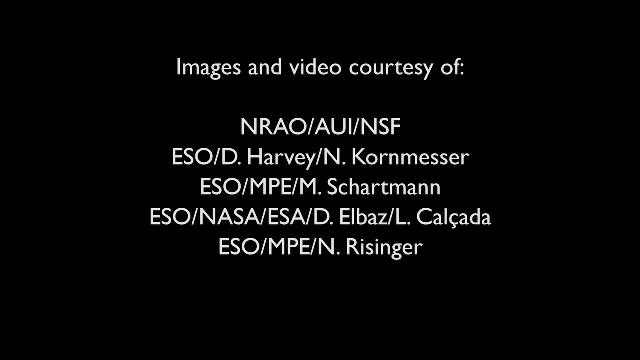 Images and video courtesy of:
NRAO/AUI/NSF
ESO/D. Harvey/N. Kornmesser
ESO/MPE/M. Schartmann
ESO/NASA/ESA/D. Elbaz/L. Calçada
ESO/MPE/N. Risinger